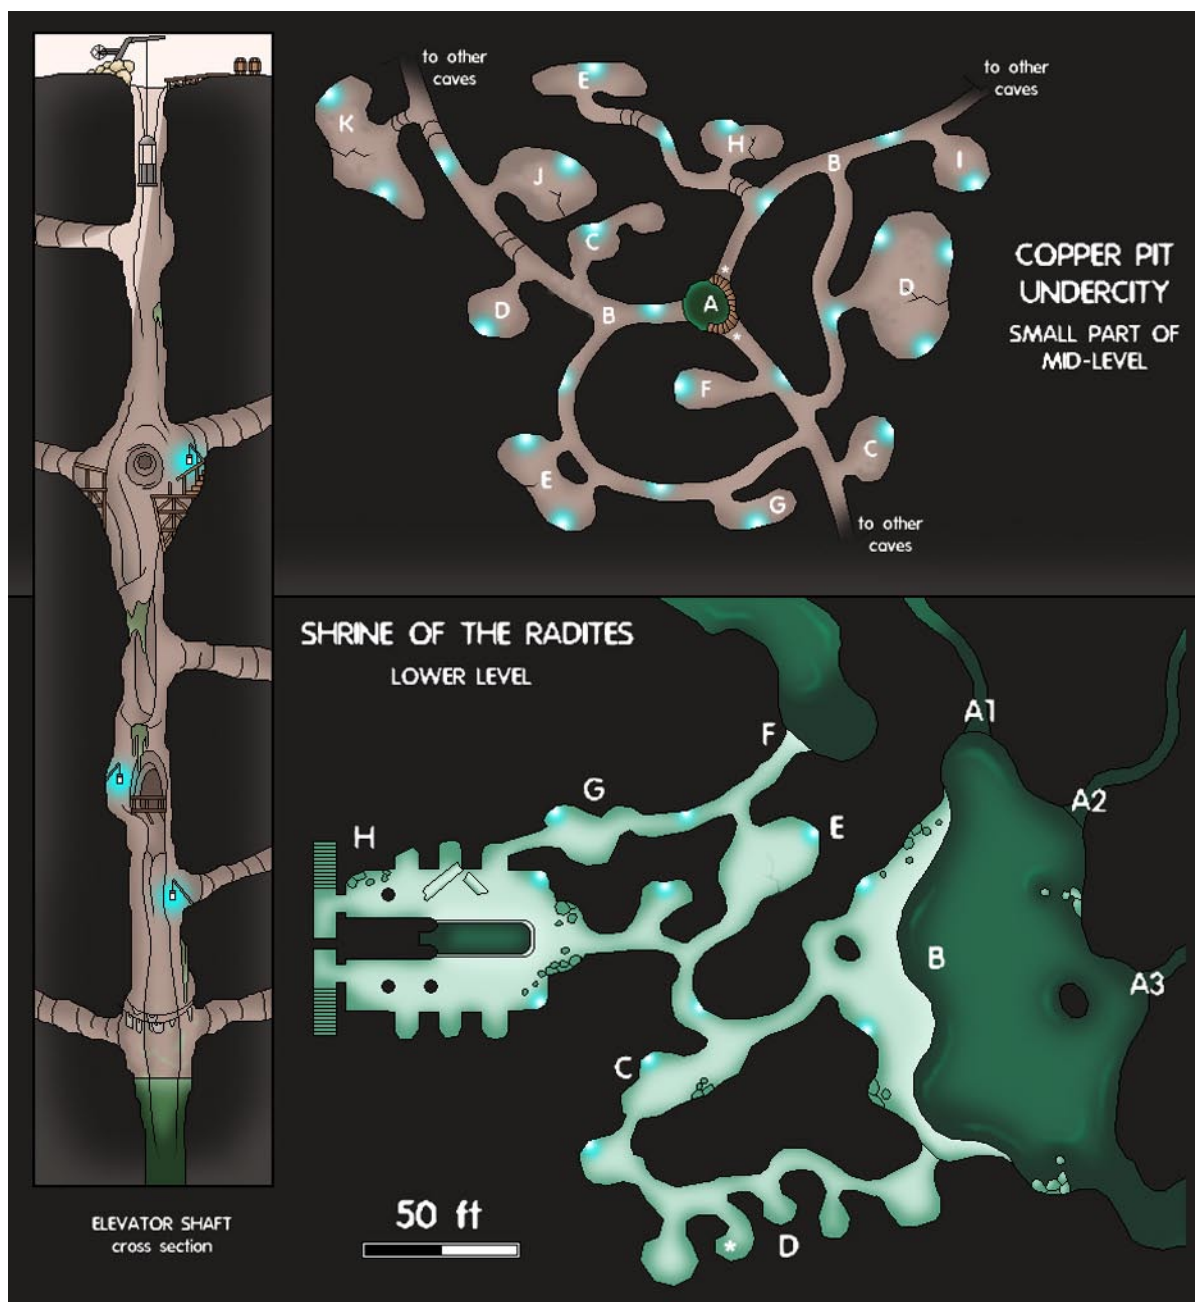 to other
caves
to other
caves
E
K
H
B
I
J
C
D
COPPER PIT
UNDERCITY
SMALL PART OF
MID-LEVEL
D
B
A
*
*
F
C
E
G
to other
caves
SHRINE OF THE RADITES
LOWER LEVEL
A1
F
G
A2
E
H
B
A3
C
50 ft
*
D
ELEVATOR SHAFT
cross section